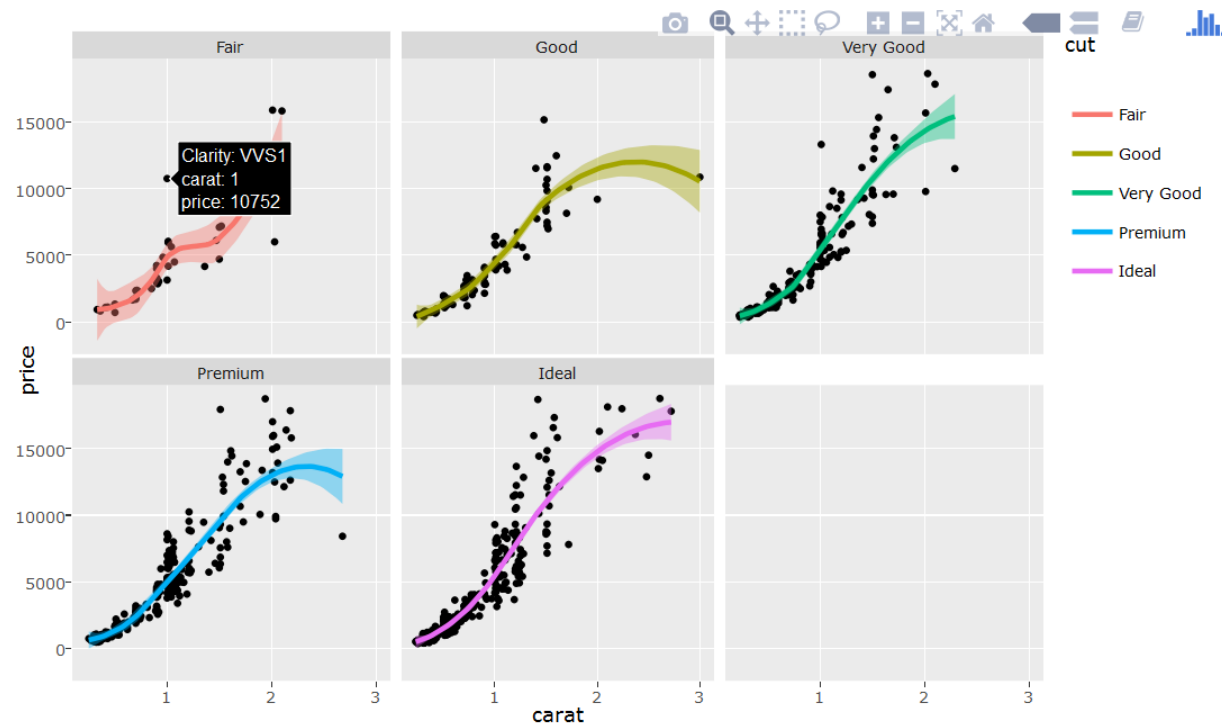 Fair
Good
Very Good
cut
Fair
Good
Very Good
Premium
Ideal
15000
10000
5000
0
Clarity: VVS1
carat: 1
price: 10752
price
Premium
Ideal
15000
10000
5000
0
1 2 3
1 2 3
1 2 3
carat